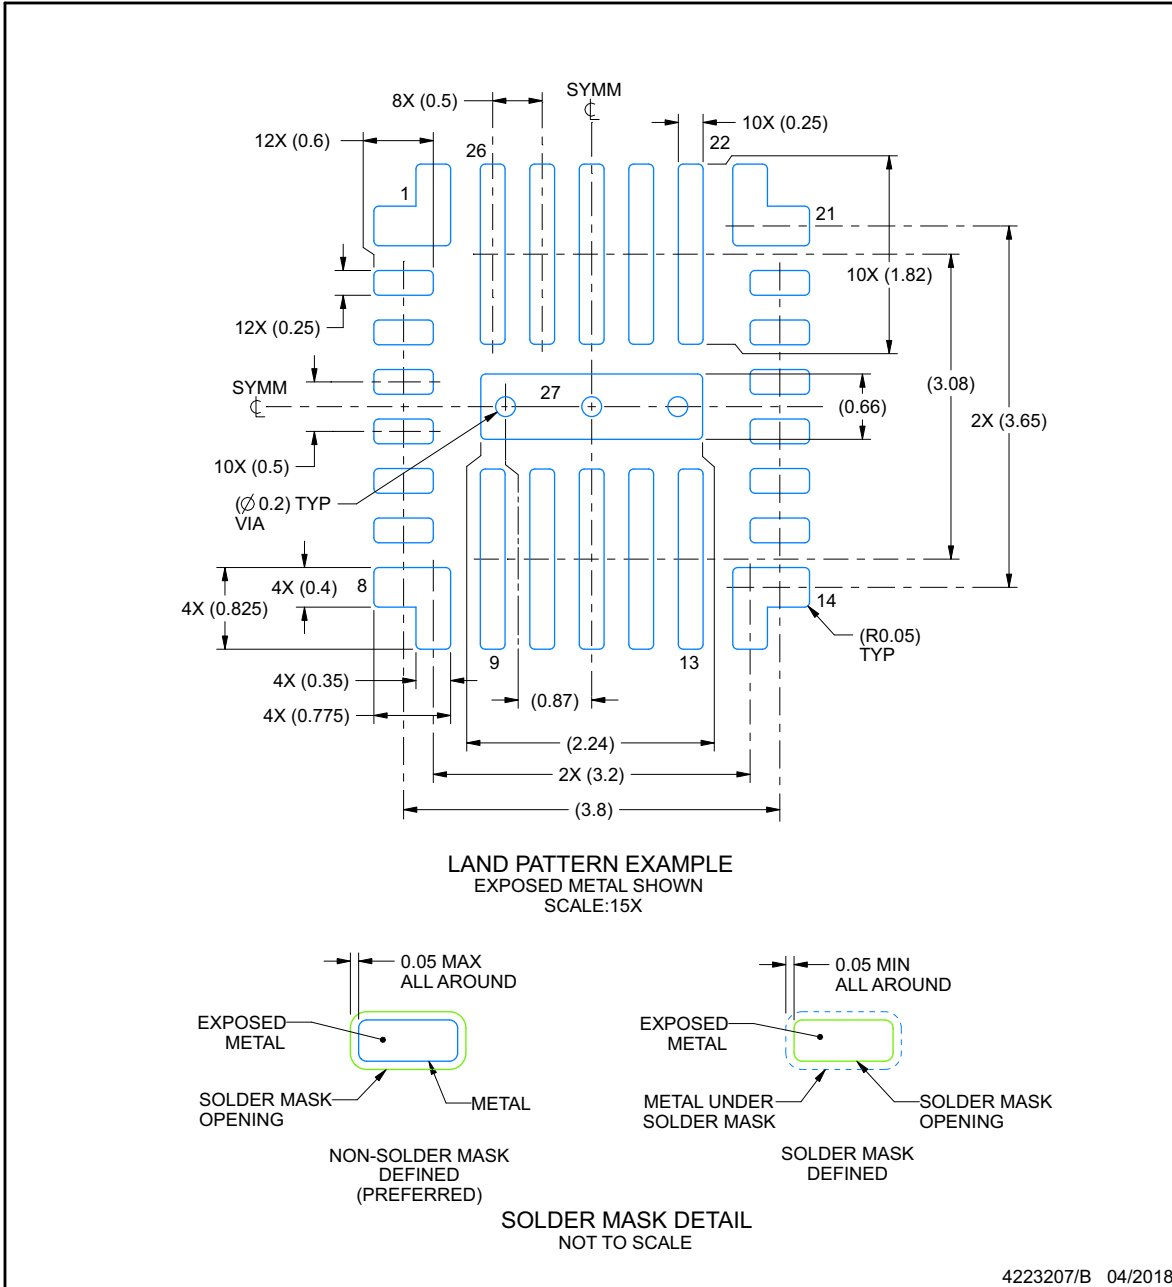 SYMM
℄
8X (0.5)
10X (0.25)
12X (0.6)
26
22
1
21
10X (1.82)
12X (0.25)
SYMM
℄
27
(0.66)
(3.08)
2X (3.65)
10X (0.5)
(∅ 0.2) TYP
VIA
8
4X (0.4)
14
4X (0.825)
(R0.05)
TYP
9
13
4X (0.35)
(0.87)
4X (0.775)
(2.24)
2X (3.2)
(3.8)
LAND PATTERN EXAMPLE
EXPOSED METAL SHOWN
SCALE:15X
0.05 MAX
ALL AROUND
EXPOSED
METAL
SOLDER MASK
OPENING
METAL
NON-SOLDER MASK
DEFINED
(PREFERRED)
0.05 MIN
ALL AROUND
EXPOSED
METAL
METAL UNDER
SOLDER MASK
SOLDER MASK
OPENING
SOLDER MASK
DEFINED
SOLDER MASK DETAIL
NOT TO SCALE
4223207/B 04/2018